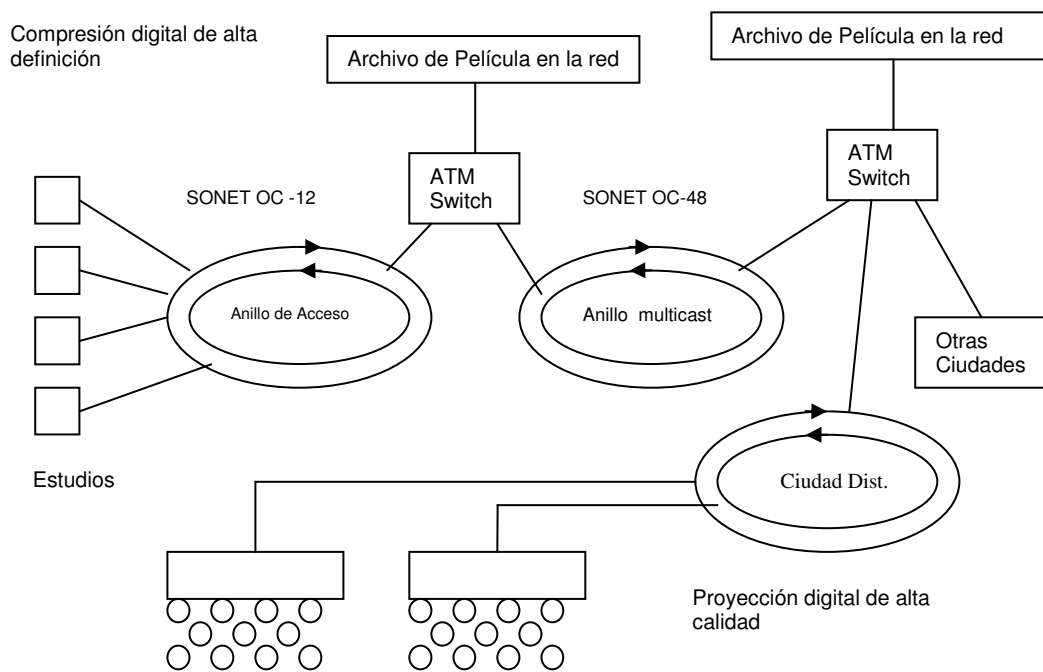 Compresión digital de alta
definición
Archivo de Película en la red
Archivo de Película en la red
ATM
Switch
ATM
Switch
SONET OC -12
SONET OC-48
Anillo de Acceso
Anillo multicast
Otras
Ciudades
Estudios
Ciudad Dist.
Proyección digital de alta
calidad